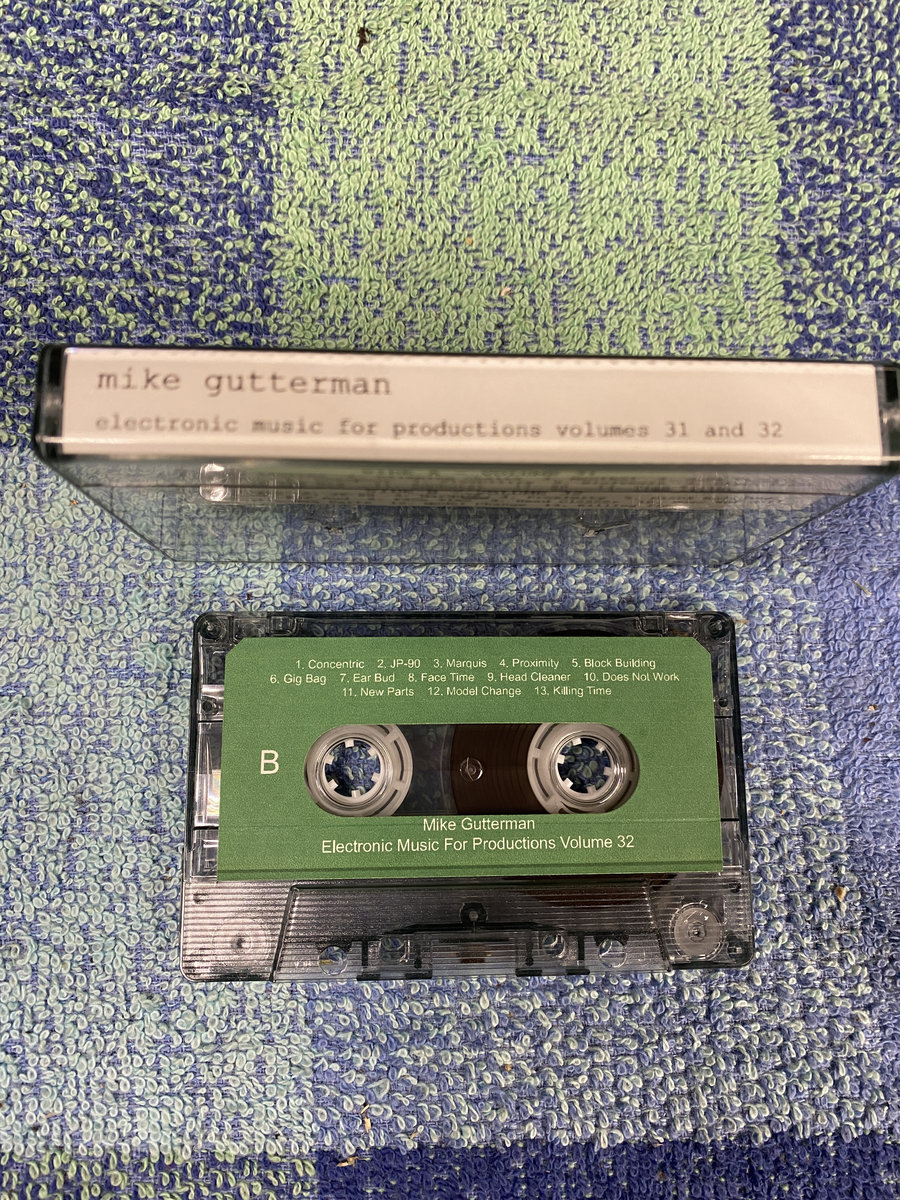 mike gutterman
electronic music for productions volumes 31 and 32
1. Concentric 2. JP-90 3. Marquis 4. Proximity 5. Block Building
6. Gig Bag 7. Ear Bud 8. Face Time 9. Head Cleaner 10. Does Not Work
11. New Parts 12. Model Change 13. Killing Time
B
Mike Gutterman
Electronic Music For Productions Volume 32